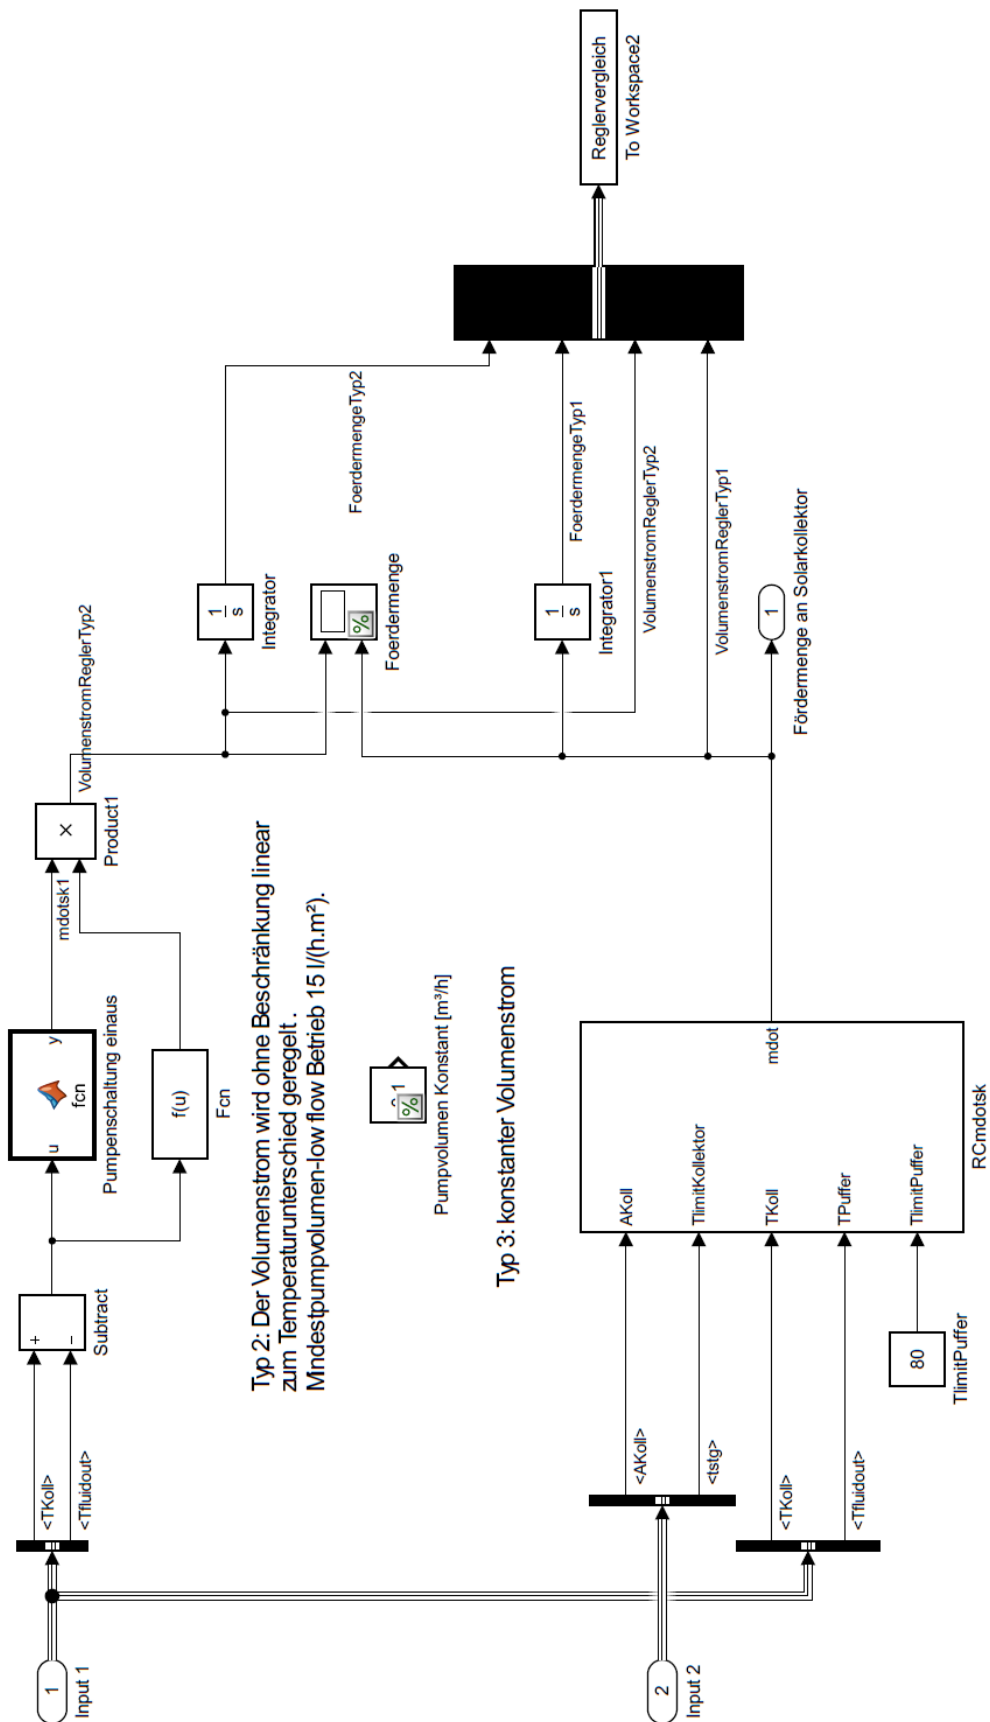 1
Input 1
<TKoll>
<Tfluidout>
+
−
Subtract
u
fcn
y
Pumpenschaltung einaus
f(u)
Fcn
mdotsk1
×
Product1
VolumenstromReglerTyp2
1
s
Integrator
Foerdermenge
FoerdermengeTyp2
Typ 2: Der Volumenstrom wird ohne Beschränkung linear
zum Temperaturunterschied geregelt.
Mindestpumpvolumen-low flow Betrieb 15 l/(h.m²).
1
%
Pumpvolumen Konstant [m³/h]
Typ 3: konstanter Volumenstrom
%
1
s
Integrator1
FoerdermengeTyp1
VolumenstromReglerTyp2
VolumenstromReglerTyp1
Reglervergleich
To Workspace2
2
Input 2
<AKoll>
<tstg>
<TKoll>
<Tfluidout>
80
TlimitPuffer
AKoll
TlimitKollektor
TKoll
TPuffer
TlimitPuffer
mdot
RCmdotsk
1
Fördermenge an Solarkollektor